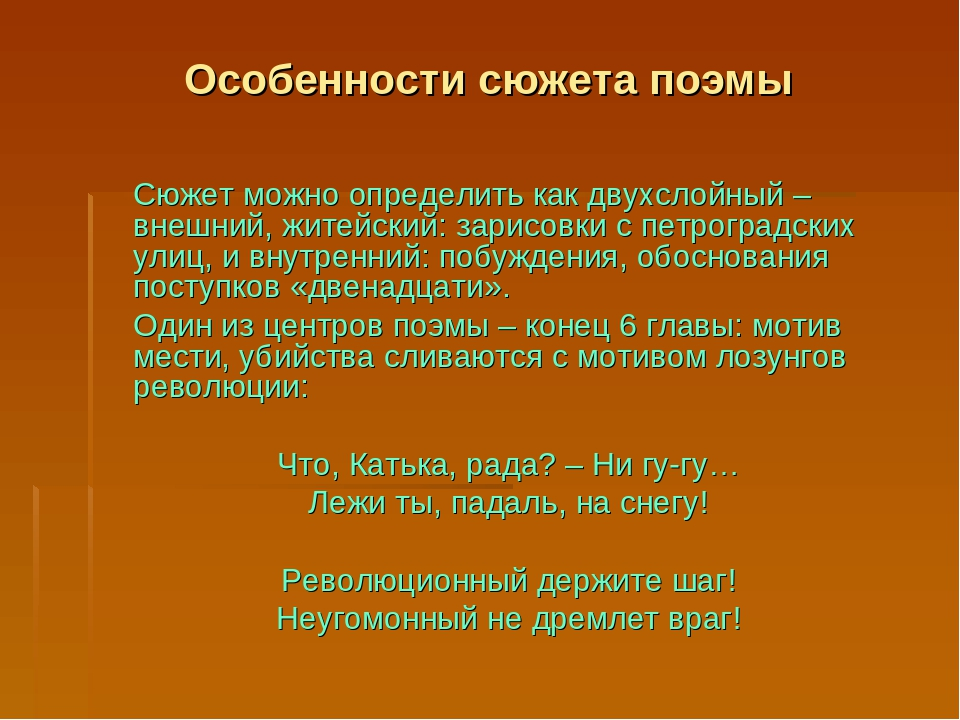 Особенности сюжета поэмы
Сюжет можно определить как двухслойный –
внешний, житейский: зарисовки с петроградских
улиц, и внутренний: побуждения, обоснования
поступков «двенадцати».
Один из центров поэмы – конец 6 главы: мотив
мести, убийства сливаются с мотивом лозунгов
революции:
Что, Катька, рада? – Ни гу-гу…
Лежи ты, падаль, на снегу!
Революционный держите шаг!
Неугомонный не дремлет враг!